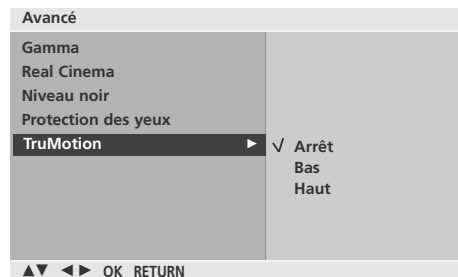 Avancé
Gamma
Real Cinema
Niveau noir
Protection des yeux
TruMotion ►
√ Arrêt
Bas
Haut
▲▼ ◄► OK RETURN